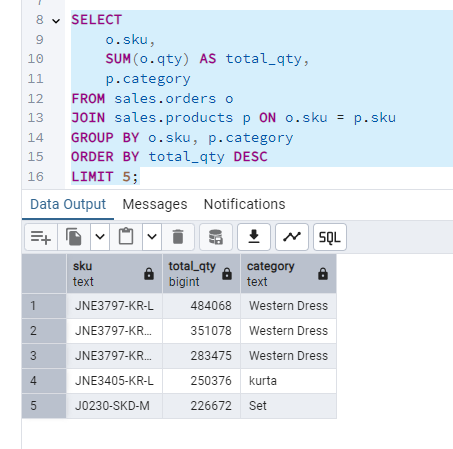 8 SELECT
9 o.sku,
10 SUM(o.qty) AS total_qty,
11 p.category
12 FROM sales.orders o
13 JOIN sales.products p ON o.sku = p.sku
14 GROUP BY o.sku, p.category
15 ORDER BY total_qty DESC
16 LIMIT 5;
Data Output Messages Notifications
SQL
sku total_qty category
text bigint text
1 JNE3797-KR-L 484068 Western Dress
2 JNE3797-KR... 351078 Western Dress
3 JNE3797-KR... 283475 Western Dress
4 JNE3405-KR-L 250376 kurta
5 J0230-SKD-M 226672 Set